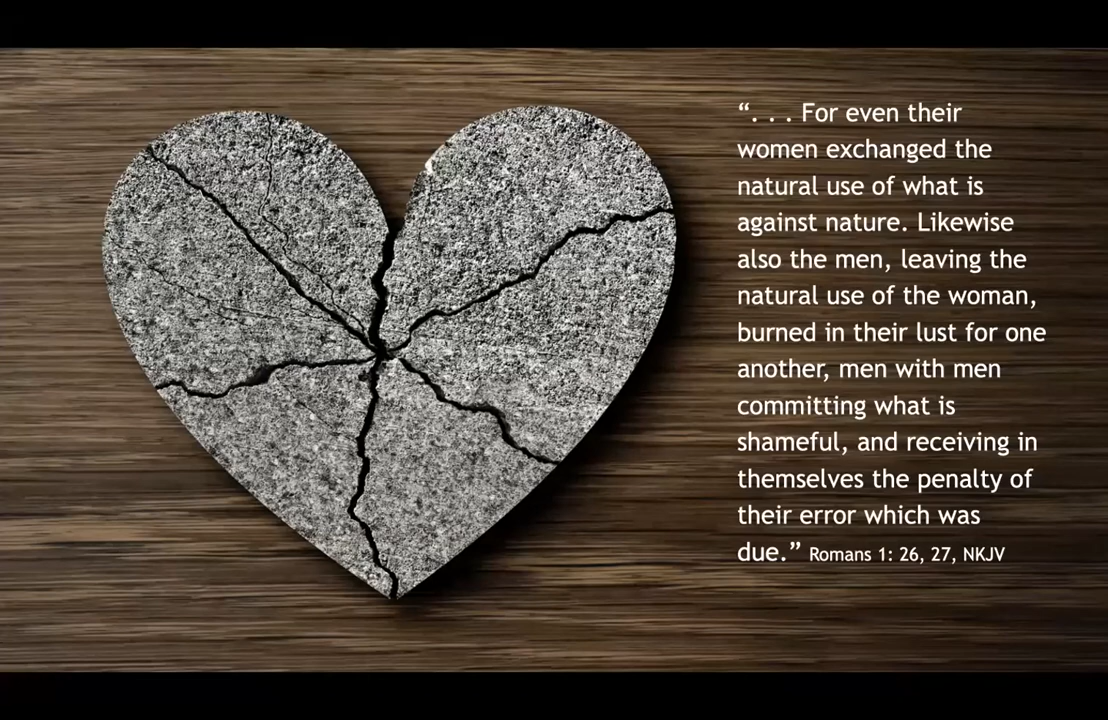 “. . . For even their
women exchanged the
natural use of what is
against nature. Likewise
also the men, leaving the
natural use of the woman,
burned in their lust for one
another, men with men
committing what is
shameful, and receiving in
themselves the penalty of
their error which was
due.” Romans 1: 26, 27, NKJV